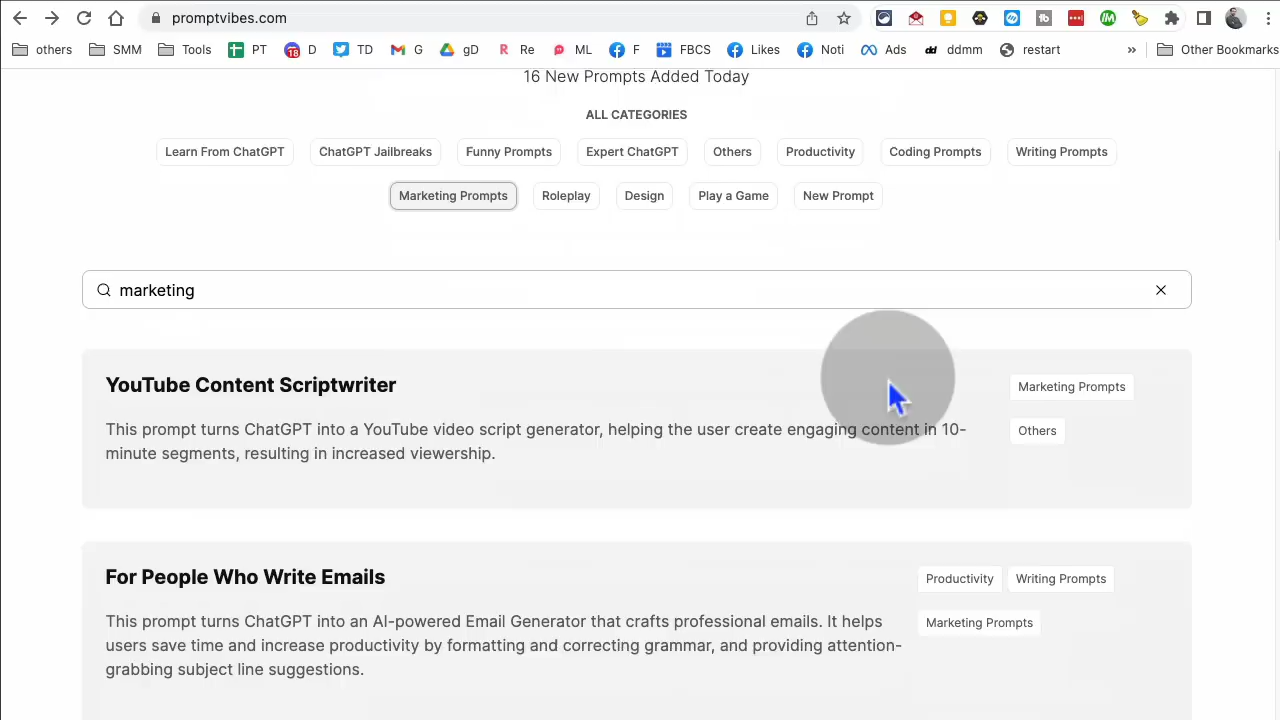 promptvibes.com
others SMM Tools PT 18 D TD G gD Re ML F FBCS Likes Noti Ads dd ddmm restart » Other Bookmarks
16 New Prompts Added Today
ALL CATEGORIES
Learn From ChatGPT ChatGPT Jailbreaks Funny Prompts Expert ChatGPT Others Productivity Coding Prompts Writing Prompts
Marketing Prompts Roleplay Design Play a Game New Prompt
marketing
YouTube Content Scriptwriter
Marketing Prompts
This prompt turns ChatGPT into a YouTube video script generator, helping the user create engaging content in 10-
Others
minute segments, resulting in increased viewership.
For People Who Write Emails
Productivity Writing Prompts
This prompt turns ChatGPT into an AI-powered Email Generator that crafts professional emails. It helps
Marketing Prompts
users save time and increase productivity by formatting and correcting grammar, and providing attention-
grabbing subject line suggestions.